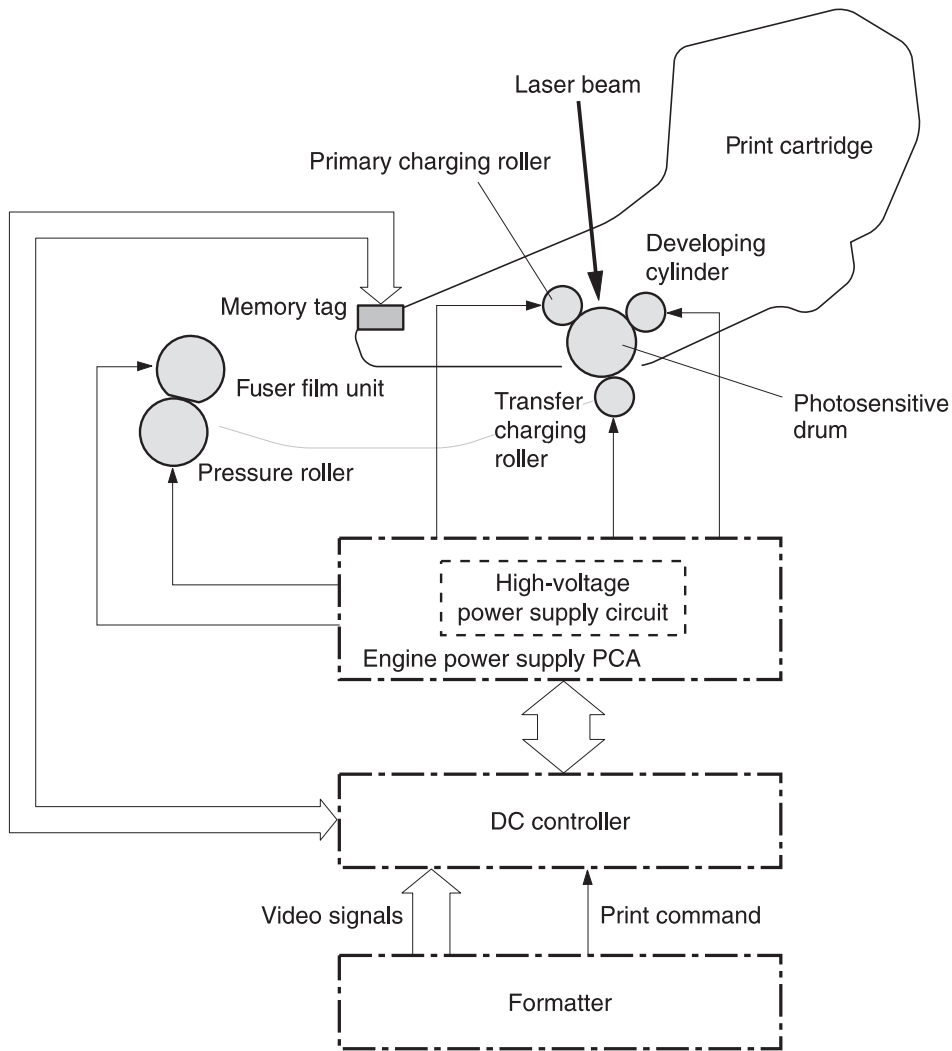 Laser beam
Primary charging roller
Print cartridge
Developing
cylinder
Memory tag
Fuser film unit
Transfer
charging
roller
Photosensitive
drum
Pressure roller
High-voltage
power supply circuit
Engine power supply PCA
DC controller
Video signals
Print command
Formatter